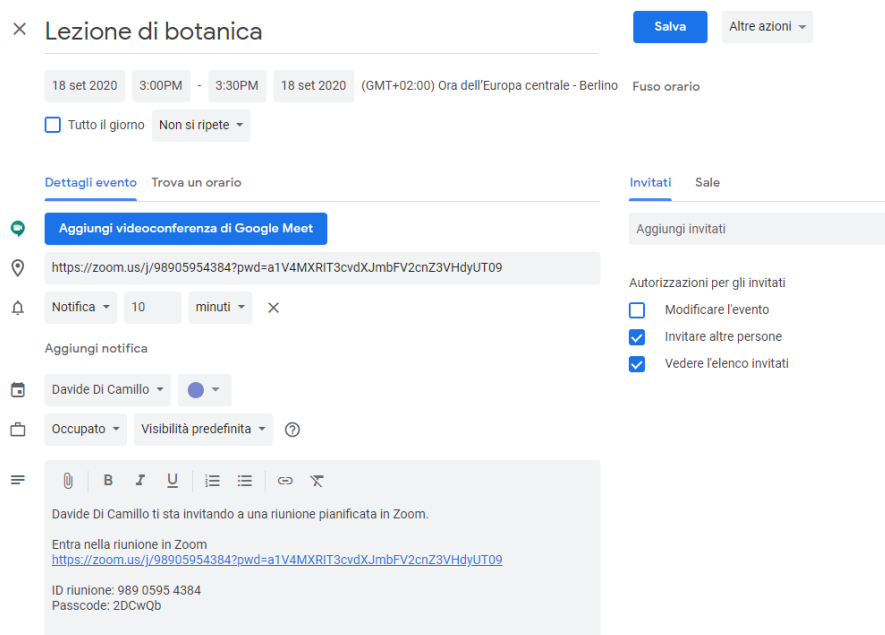 Lezione di botanica
Salva
Altre azioni
18 set 2020 3:00PM - 3:30PM 18 set 2020 (GMT+02:00) Ora dell'Europa centrale - Berlino Fuso orario
Tutto il giorno Non si ripete
Dettagli evento Trova un orario
Invitati Sale
Aggiungi videoconferenza di Google Meet
Aggiungi invitati
https://zoom.us/j/98905954384?pwd=a1V4MXRIT3cvdXJmbFV2cnZ3VHdyUT09
Notifica 10 minuti
Aggiungi notifica
Autorizzazioni per gli invitati
Modificare l'evento
Invitare altre persone
Vedere l'elenco invitati
Davide Di Camillo
Occupato Visibilità predefinita
B I U
Davide Di Camillo ti sta invitando a una riunione pianificata in Zoom.
Entra nella riunione in Zoom
https://zoom.us/j/98905954384?pwd=a1V4MXRIT3cvdXJmbFV2cnZ3VHdyUT09
ID riunione: 989 0595 4384
Passcode: 2DCwQb